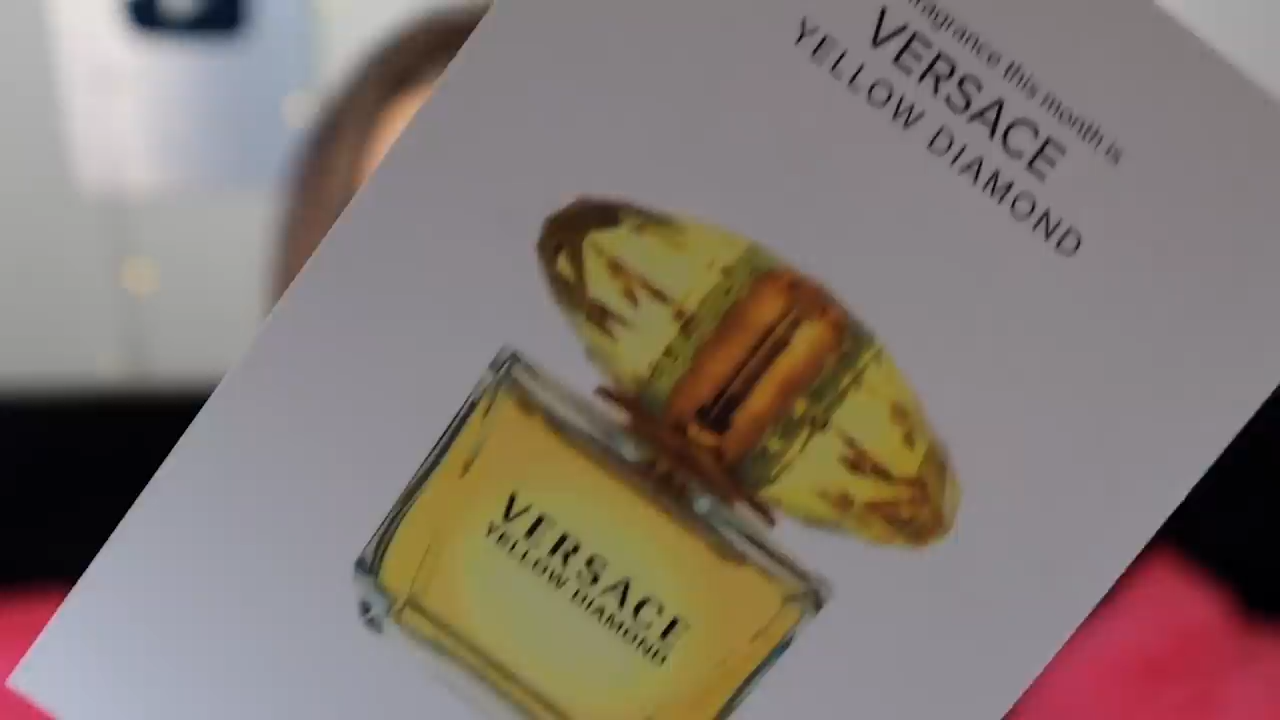 fragrance this month is
VERSACE
YELLOW DIAMOND
VERSACE
YELLOW DIAMOND